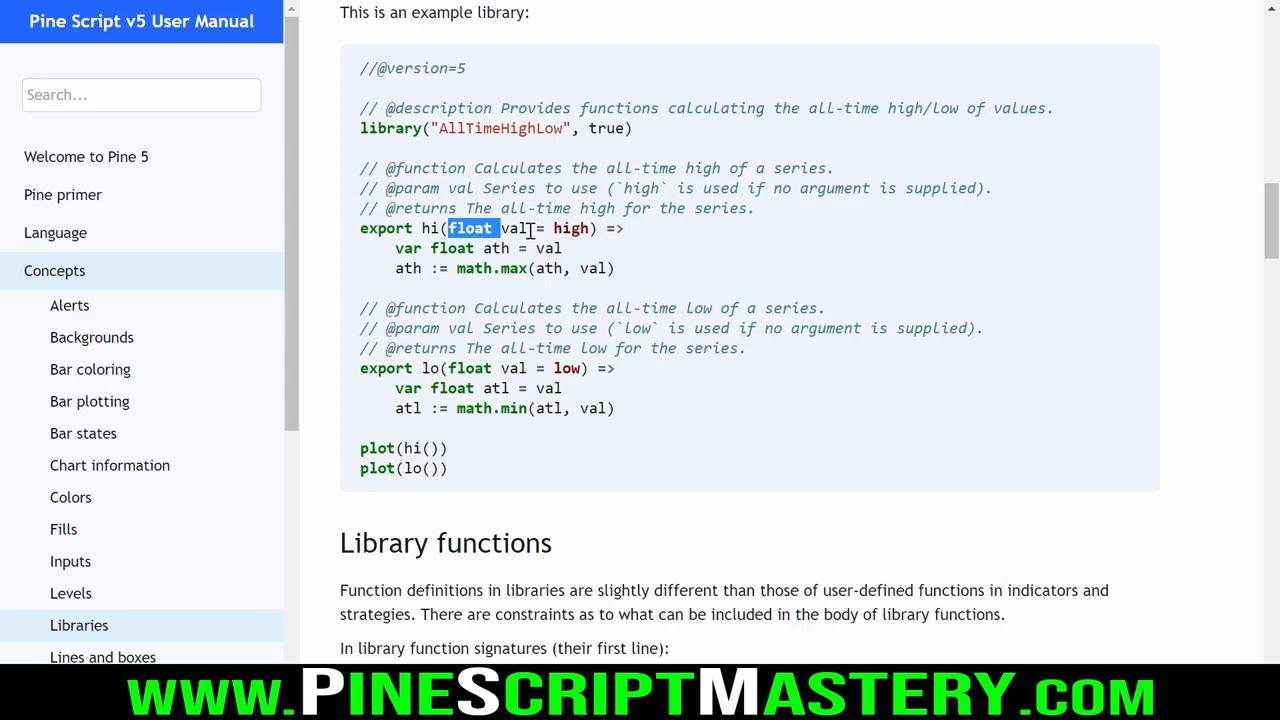 Pine Script v5 User Manual
Search...
Welcome to Pine 5
Pine primer
Language
Concepts
Alerts
Backgrounds
Bar coloring
Bar plotting
Bar states
Chart information
Colors
Fills
Inputs
Levels
Libraries
Lines and boxes
This is an example library:
//@version=5
// @description Provides functions calculating the all-time high/low of values.
library("AllTimeHighLow", true)
// @function Calculates the all-time high of a series.
// @param val Series to use (`high` is used if no argument is supplied).
// @returns The all-time high for the series.
export hi(float val = high) =>
    var float ath = val
    ath := math.max(ath, val)
// @function Calculates the all-time low of a series.
// @param val Series to use (`low` is used if no argument is supplied).
// @returns The all-time low for the series.
export lo(float val = low) =>
    var float atl = val
    atl := math.min(atl, val)
plot(hi())
plot(lo())
Library functions
Function definitions in libraries are slightly different than those of user-defined functions in indicators and
strategies. There are constraints as to what can be included in the body of library functions.
In library function signatures (their first line):
www.PineScriptMastery.com